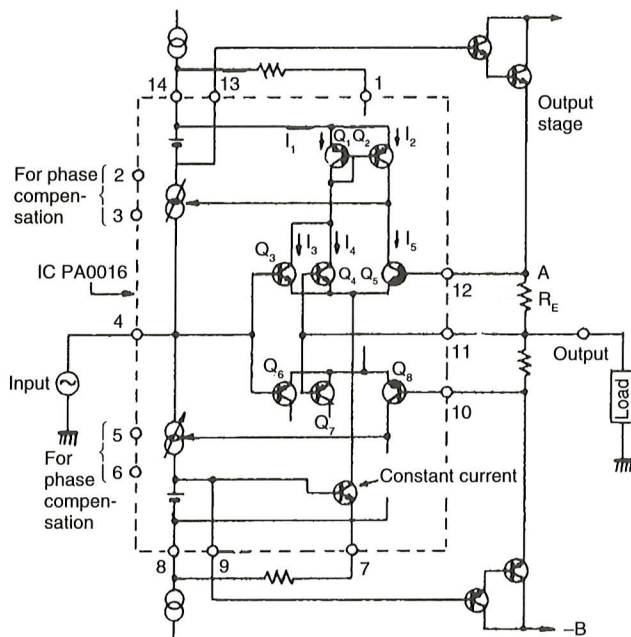 14
13
1
Output
stage
I1
Q1
Q2
I2
For phase
compen-
sation
2
3
I3
I4
I5
Q3
Q4
Q5
IC PA0016
12
A
RE
4
11
Output
Input
Q6
Q7
Q8
10
Load
5
6
For
phase
compen-
sation
Constant current
8
9
7
–B